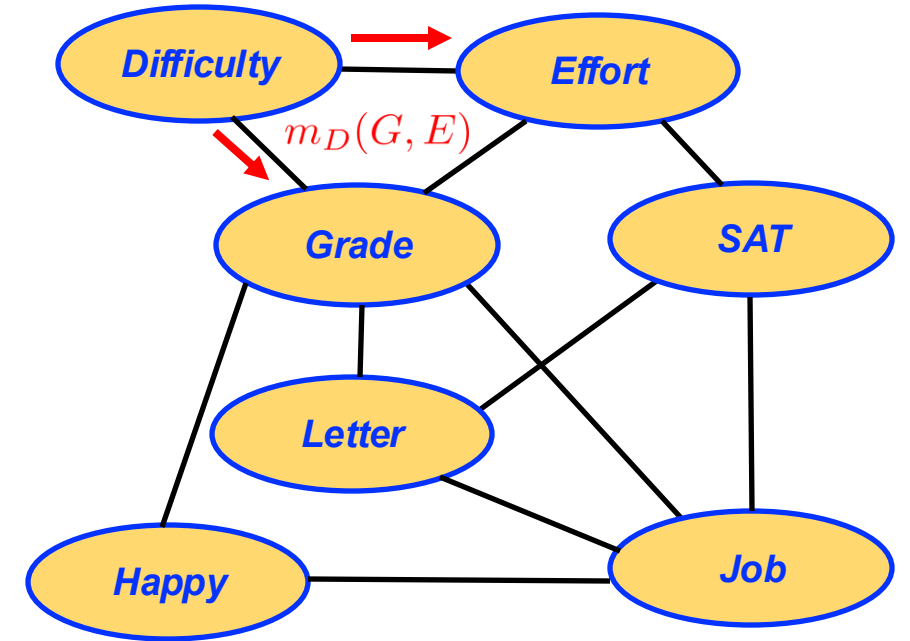 Difficulty
Effort
m_D(G, E)
Grade
SAT
Letter
Happy
Job